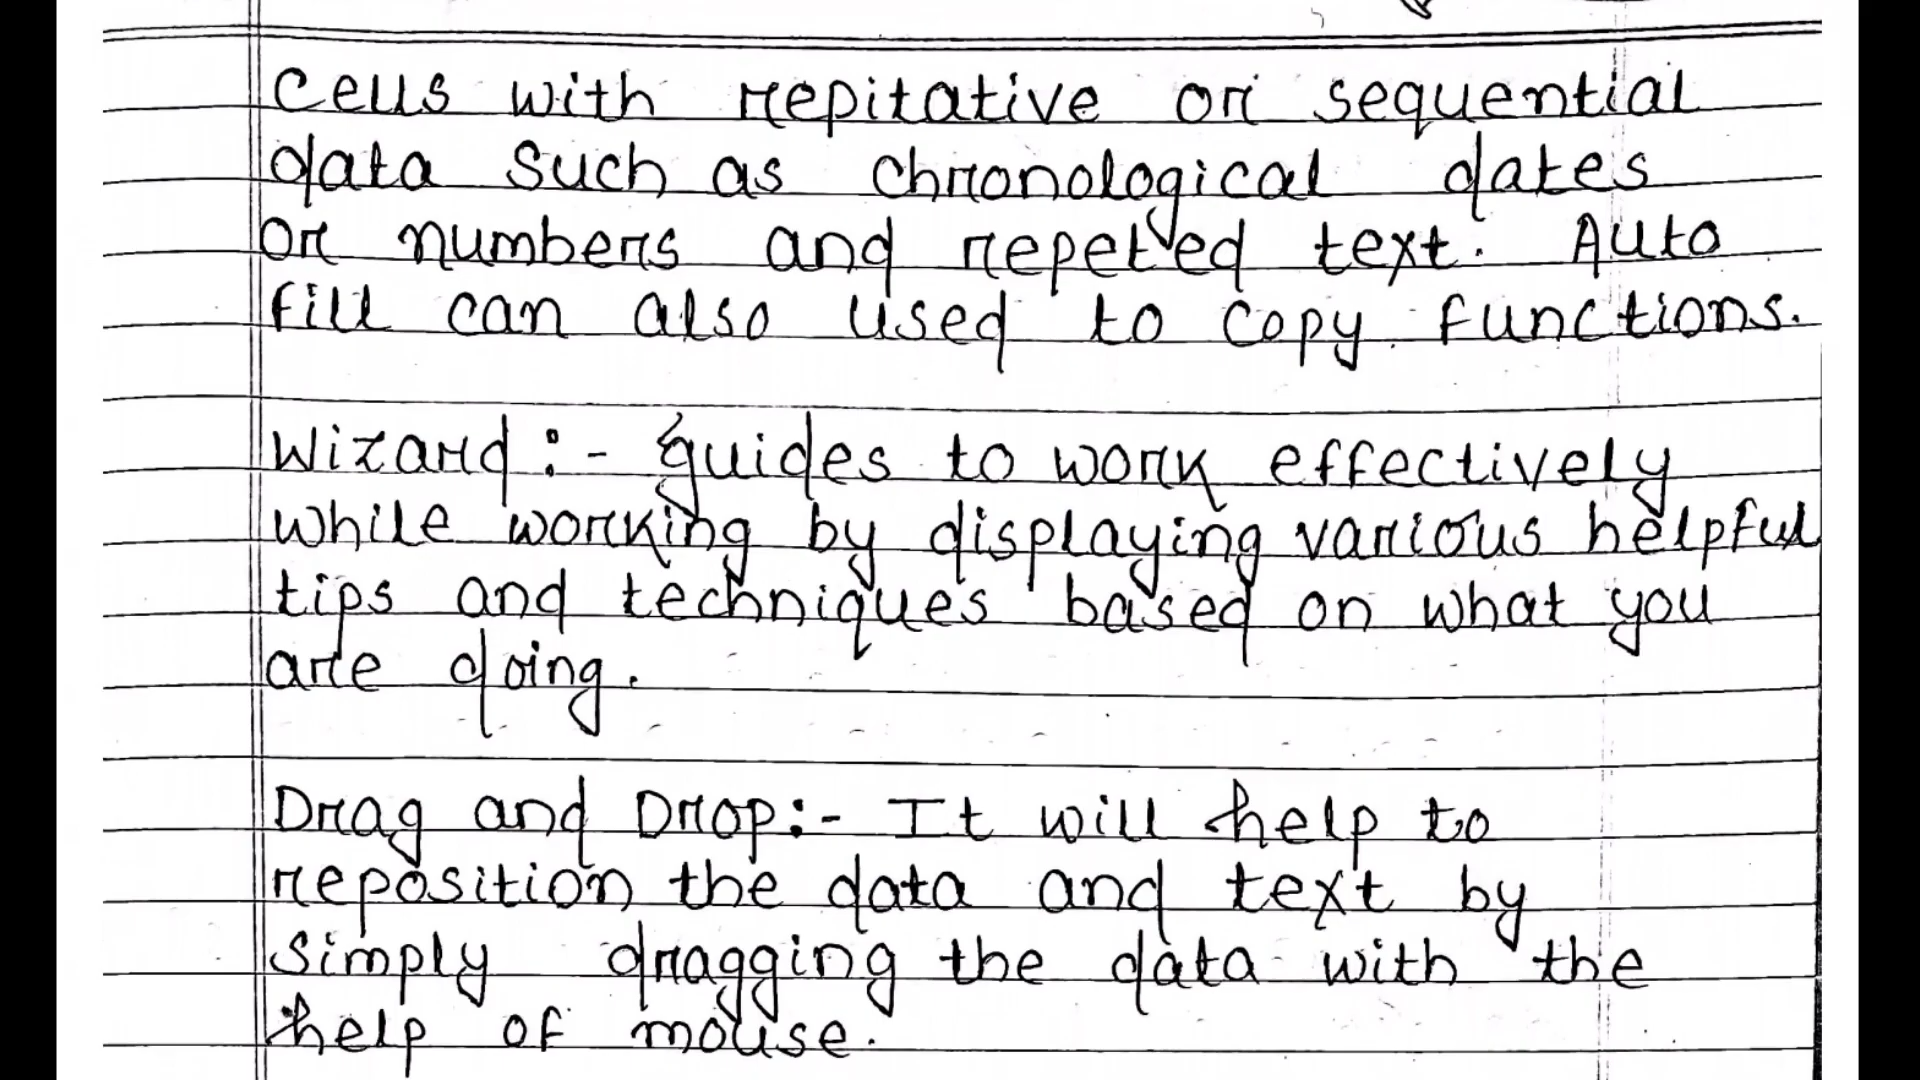 Cells with repitative or sequential
data such as chronological dates
or numbers and repeted text. Auto
fill can also used to copy functions.
Wizard :- guides to work effectively
while working by displaying various helpful
tips and techniques based on what you
are doing.
Drag and Drop:- It will help to
reposition the data and text by
simply dragging the data with the
help of mouse.